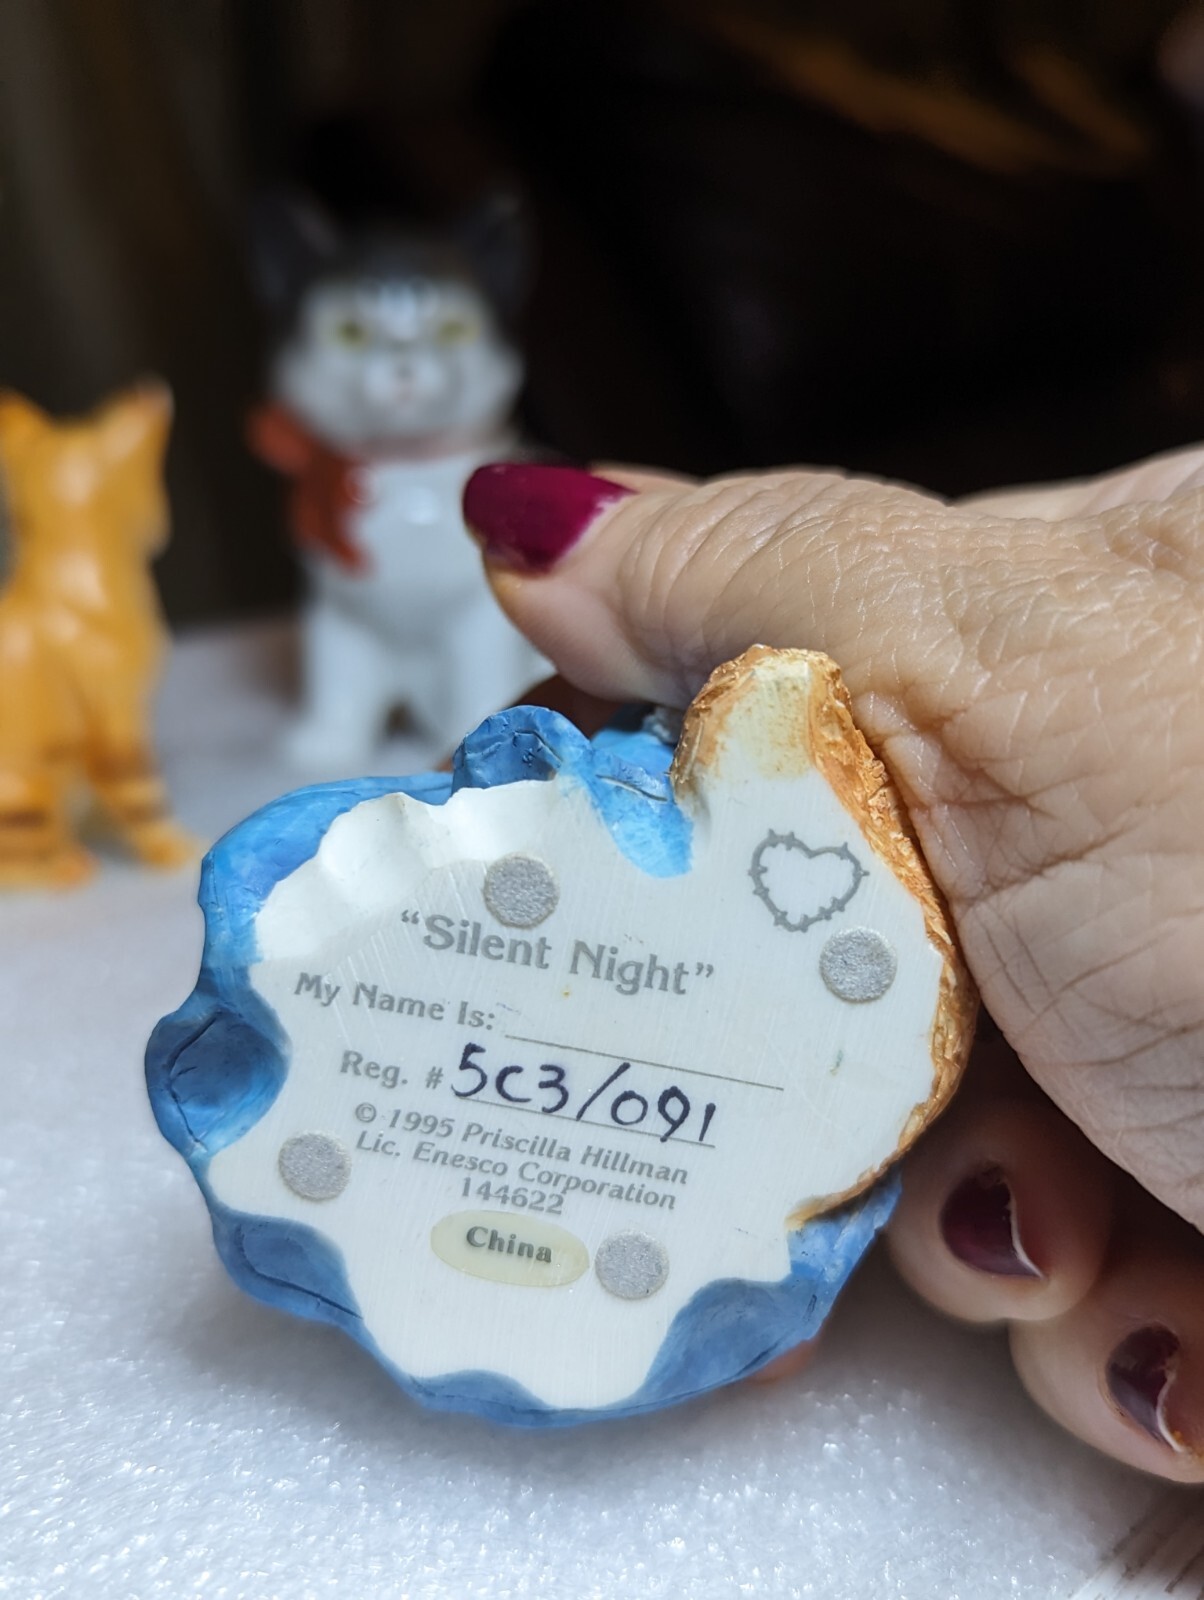 “Silent Night”
My Name Is:
Reg. # 5C3/091
© 1995 Priscilla Hillman
Lic. Enesco Corporation
144622
China